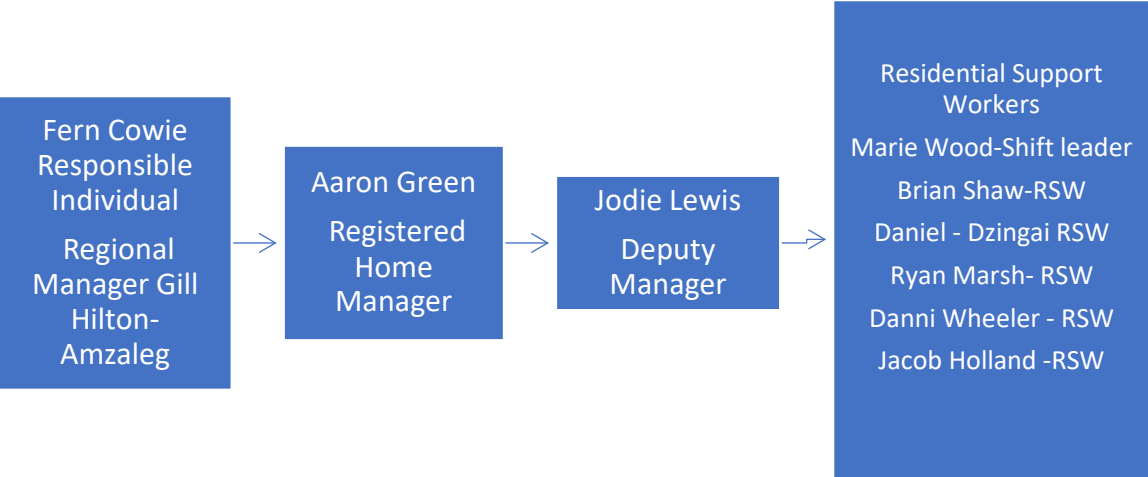 Fern Cowie
Responsible
Individual
Regional
Manager Gill
Hilton-
Amzaleg
Aaron Green
Registered
Home
Manager
Jodie Lewis
Deputy
Manager
Residential Support
Workers
Marie Wood-Shift leader
Brian Shaw-RSW
Daniel - Dzingai RSW
Ryan Marsh- RSW
Danni Wheeler - RSW
Jacob Holland -RSW